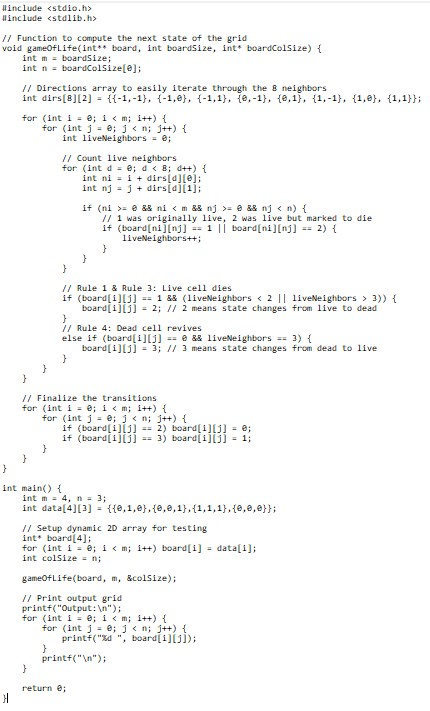 #include <stdio.h>
#include <stdlib.h>

// Function to compute the next state of the grid
void gameOfLife(int** board, int boardSize, int* boardColSize) {
    int m = boardSize;
    int n = boardColSize[0];

    // Directions array to easily iterate through the 8 neighbors
    int dirs[8][2] = {{-1,-1}, {-1,0}, {-1,1}, {0,-1}, {0,1}, {1,-1}, {1,0}, {1,1}};

    for (int i = 0; i < m; i++) {
        for (int j = 0; j < n; j++) {
            int liveNeighbors = 0;

            // Count live neighbors
            for (int d = 0; d < 8; d++) {
                int ni = i + dirs[d][0];
                int nj = j + dirs[d][1];

                if (ni >= 0 && ni < m && nj >= 0 && nj < n) {
                    // 1 was originally live, 2 was live but marked to die
                    if (board[ni][nj] == 1 || board[ni][nj] == 2) {
                        liveNeighbors++;
                    }
                }
            }

            // Rule 1 & Rule 3: Live cell dies
            if (board[i][j] == 1 && (liveNeighbors < 2 || liveNeighbors > 3)) {
                board[i][j] = 2; // 2 means state changes from live to dead
            }
            // Rule 4: Dead cell revives
            else if (board[i][j] == 0 && liveNeighbors == 3) {
                board[i][j] = 3; // 3 means state changes from dead to live
            }
        }
    }

    // Finalize the transitions
    for (int i = 0; i < m; i++) {
        for (int j = 0; j < n; j++) {
            if (board[i][j] == 2) board[i][j] = 0;
            if (board[i][j] == 3) board[i][j] = 1;
        }
    }
}

int main() {
    int m = 4, n = 3;
    int data[4][3] = {{0,1,0},{0,0,1},{1,1,1},{0,0,0}};

    // Setup dynamic 2D array for testing
    int* board[4];
    for (int i = 0; i < m; i++) board[i] = data[i];
    int colSize = n;

    gameOfLife(board, m, &colSize);

    // Print output grid
    printf("Output:\n");
    for (int i = 0; i < m; i++) {
        for (int j = 0; j < n; j++) {
            printf("%d ", board[i][j]);
        }
        printf("\n");
    }

    return 0;
}